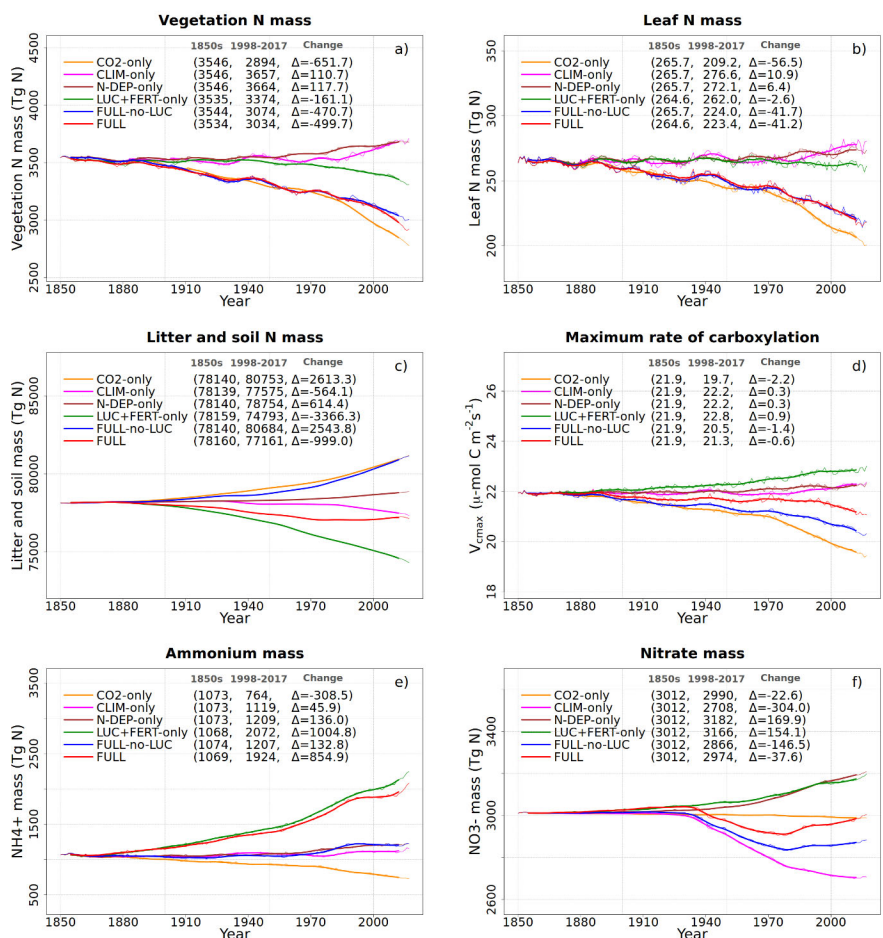 Vegetation N mass
1850s 1998-2017 Change
a)
CO2-only (3546, 2894, Δ=-651.7)
CLIM-only (3546, 3657, Δ=110.7)
N-DEP-only (3546, 3664, Δ=117.7)
LUC+FERT-only (3535, 3374, Δ=-161.1)
FULL-no-LUC (3544, 3074, Δ=-470.7)
FULL (3534, 3034, Δ=-499.7)
Vegetation N mass (Tg N)
4500
4000
3500
3000
2500
1850 1880 1910 1940 1970 2000
Year
Leaf N mass
1850s 1998-2017 Change
b)
CO2-only (265.7, 209.2, Δ=-56.5)
CLIM-only (265.7, 276.6, Δ=10.9)
N-DEP-only (265.7, 272.1, Δ=6.4)
LUC+FERT-only (264.6, 262.0, Δ=-2.6)
FULL-no-LUC (265.7, 224.0, Δ=-41.7)
FULL (264.6, 223.4, Δ=-41.2)
Leaf N mass (Tg N)
350
300
250
200
1850 1880 1910 1940 1970 2000
Year
Litter and soil N mass
1850s 1998-2017 Change
c)
CO2-only (78140, 80753, Δ=2613.3)
CLIM-only (78139, 77575, Δ=-564.1)
N-DEP-only (78140, 78754, Δ=614.4)
LUC+FERT-only (78159, 74793, Δ=-3366.3)
FULL-no-LUC (78140, 80684, Δ=2543.8)
FULL (78160, 77161, Δ=-999.0)
Litter and soil mass (Tg N)
85000
80000
75000
1850 1880 1910 1940 1970 2000
Year
Maximum rate of carboxylation
1850s 1998-2017 Change
d)
CO2-only (21.9, 19.7, Δ=-2.2)
CLIM-only (21.9, 22.2, Δ=0.3)
N-DEP-only (21.9, 22.2, Δ=0.3)
LUC+FERT-only (21.9, 22.8, Δ=0.9)
FULL-no-LUC (21.9, 20.5, Δ=-1.4)
FULL (21.9, 21.3, Δ=-0.6)
Vcmax (μ-mol C m-2s-1)
26
24
22
20
18
1850 1880 1910 1940 1970 2000
Year
Ammonium mass
1850s 1998-2017 Change
e)
CO2-only (1073, 764, Δ=-308.5)
CLIM-only (1073, 1119, Δ=45.9)
N-DEP-only (1073, 1209, Δ=136.0)
LUC+FERT-only (1068, 2072, Δ=1004.8)
FULL-no-LUC (1074, 1207, Δ=132.8)
FULL (1069, 1924, Δ=854.9)
NH4+ mass (Tg N)
3500
2500
1500
500
1850 1880 1910 1940 1970 2000
Year
Nitrate mass
1850s 1998-2017 Change
f)
CO2-only (3012, 2990, Δ=-22.6)
CLIM-only (3012, 2708, Δ=-304.0)
N-DEP-only (3012, 3182, Δ=169.9)
LUC+FERT-only (3012, 3166, Δ=154.1)
FULL-no-LUC (3012, 2866, Δ=-146.5)
FULL (3012, 2974, Δ=-37.6)
NO3- mass (Tg N)
3400
3000
2600
1850 1880 1910 1940 1970 2000
Year